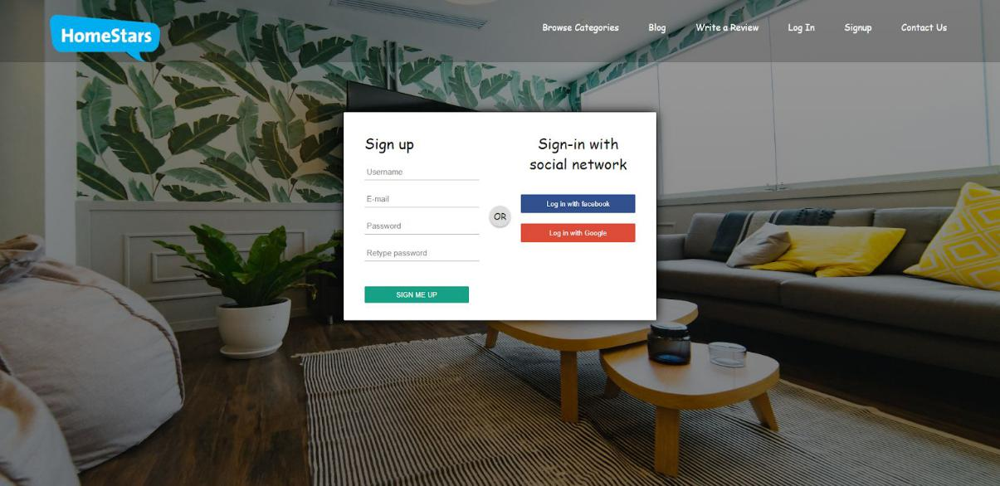 HomeStars
Browse Categories Blog Write a Review Log In Signup Contact Us
Sign up
Username
E-mail
Password
Retype password
SIGN ME UP
OR
Sign-in with
social network
Log in with facebook
Log in with Google